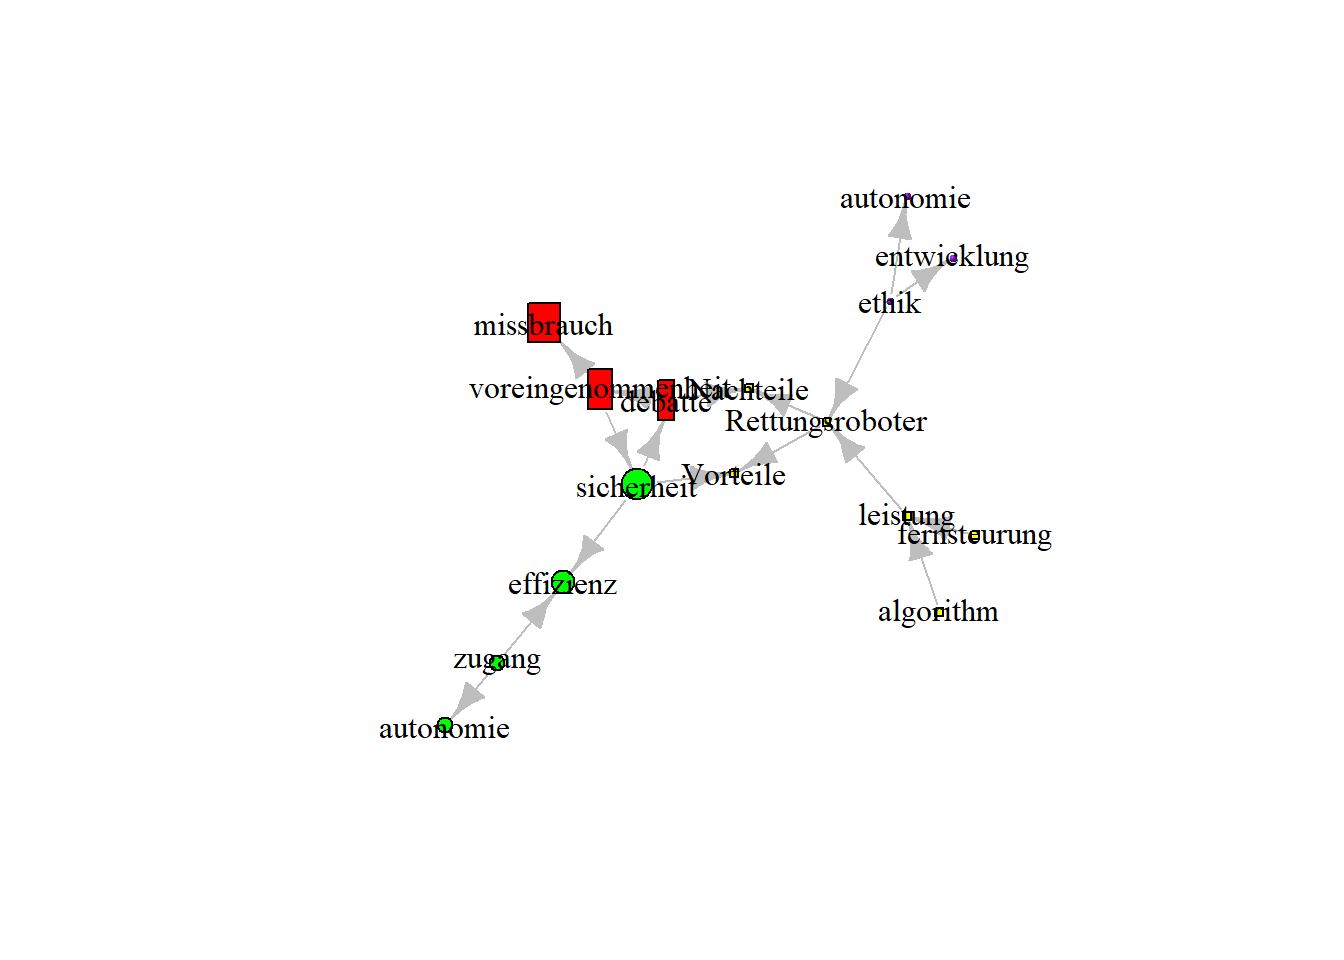 autonomie
entwicklung
ethik
missbrauch
voreingenommenheit
Nachteile
debatte
Rettungsroboter
Vorteile
sicherheit
leistung
fernsteurung
effizienz
algorithm
zugang
autonomie